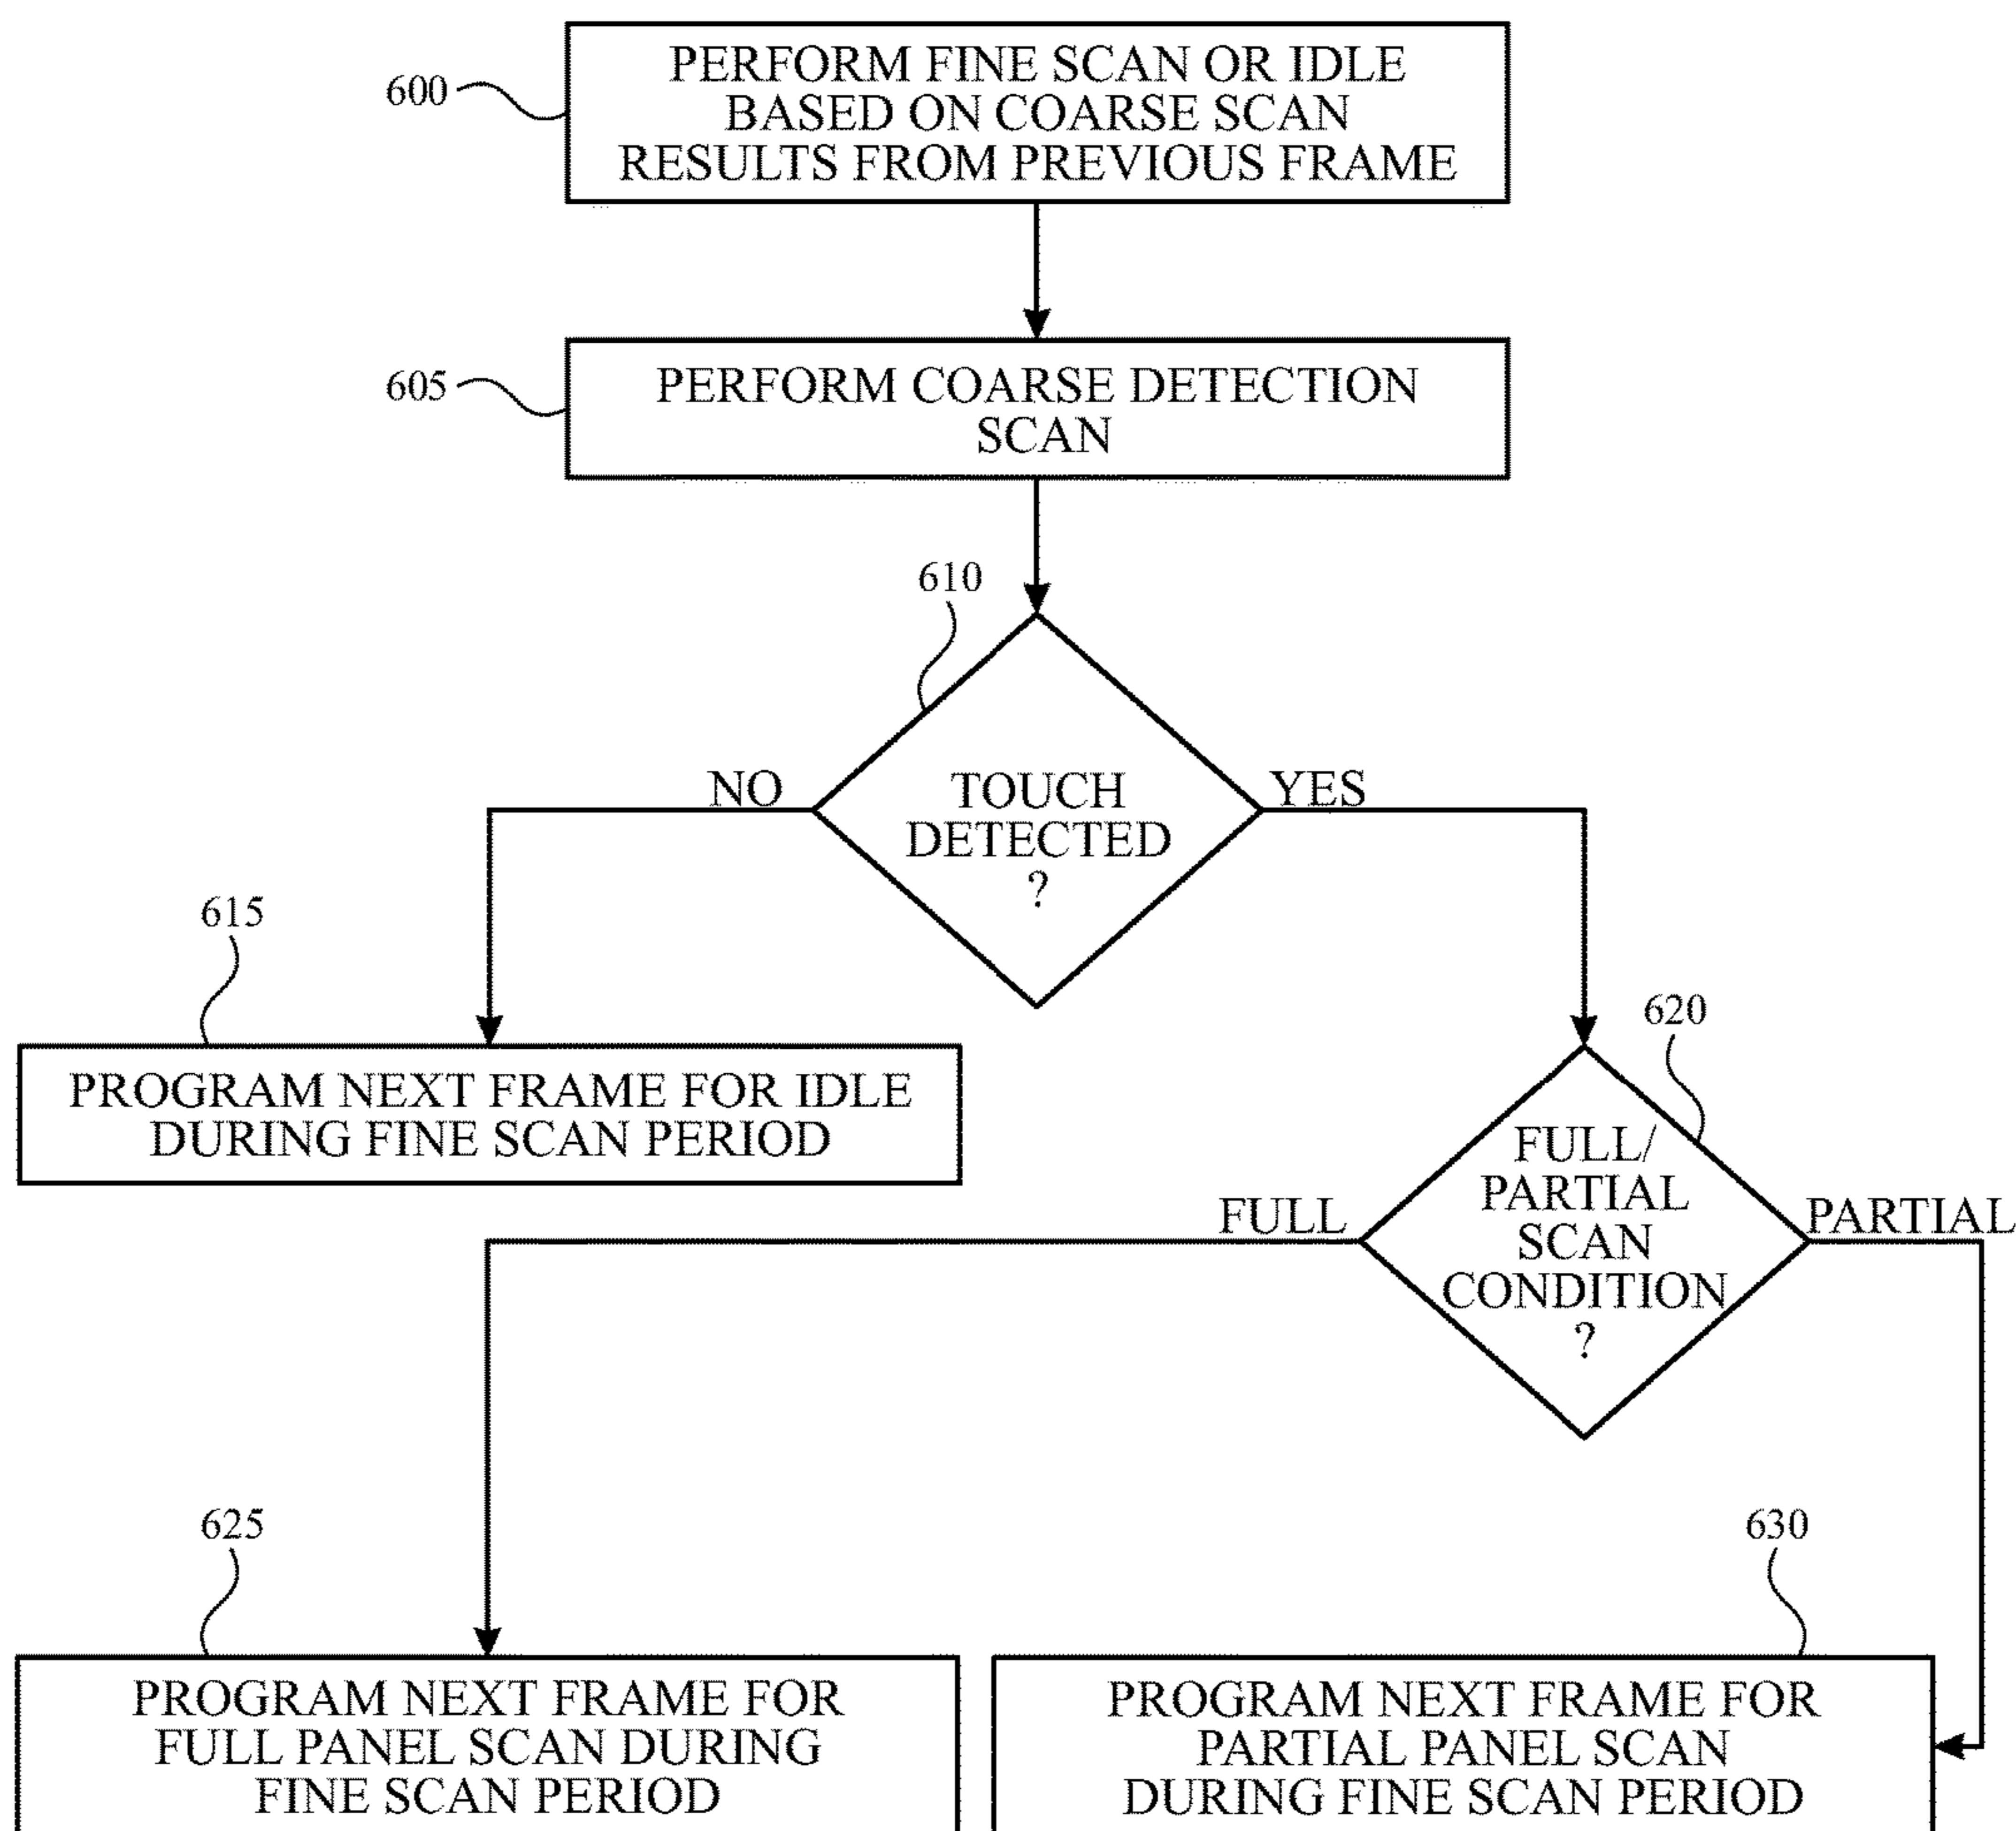 600
PERFORM FINE SCAN OR IDLE
BASED ON COARSE SCAN
RESULTS FROM PREVIOUS FRAME
605
PERFORM COARSE DETECTION
SCAN
610
NO
TOUCH
DETECTED
?
YES
615
PROGRAM NEXT FRAME FOR IDLE
DURING FINE SCAN PERIOD
620
FULL/
PARTIAL
SCAN
CONDITION
?
FULL
PARTIAL
625
PROGRAM NEXT FRAME FOR
FULL PANEL SCAN DURING
FINE SCAN PERIOD
630
PROGRAM NEXT FRAME FOR
PARTIAL PANEL SCAN
DURING FINE SCAN PERIOD